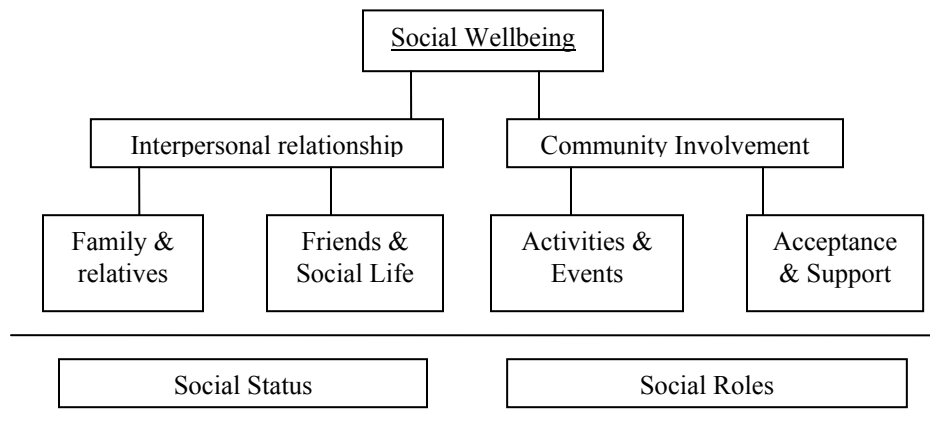 Social Wellbeing
Interpersonal relationship
Community Involvement
Family &
relatives
Friends &
Social Life
Activities &
Events
Acceptance
& Support
Social Status
Social Roles